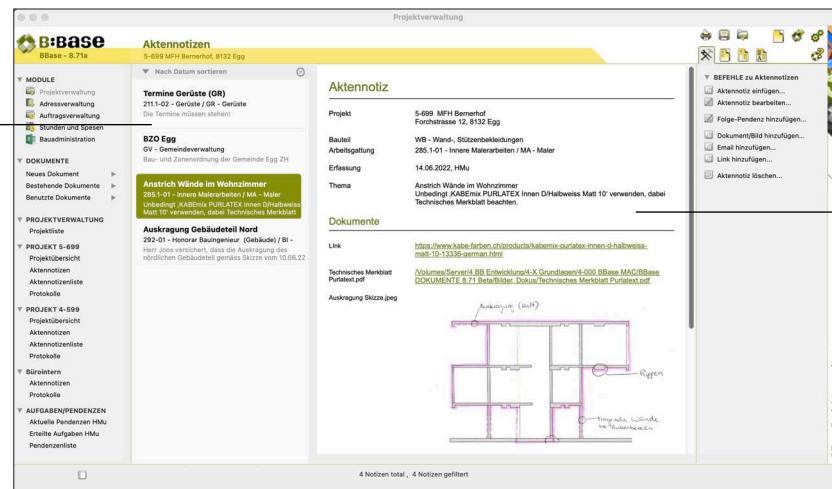 Projektverwaltung
B:Base
BBase - 8.71a
Aktennotizen
5-699 MFH Bernerhof, 8132 Egg
MODULE
Projektverwaltung
Adressverwaltung
Auftragsverwaltung
Stunden und Spesen
Bauadministration
DOKUMENTE
Neues Dokument
Bestehende Dokumente
Benutzte Dokumente
PROJEKTVERWALTUNG
Projektliste
PROJEKT 5-699
Projektübersicht
Aktennotizen
Aktennotizenliste
Protokolle
PROJEKT 4-599
Projektübersicht
Aktennotizen
Aktennotizenliste
Protokolle
Bürointern
Aktennotizen
Protokolle
AUFGABEN/PENDENZEN
Aktuelle Pendenzen HMu
Erteilte Aufgaben HMu
Pendenzenliste
Nach Datum sortieren
Termine Gerüste (GR)
211.1-02 - Gerüste / GR - Gerüste
Die Termine müssen stehen!
BZO Egg
GV - Gemeindeverwaltung
Bau- und Zonenordnung der Gemeinde Egg ZH
Anstrich Wände im Wohnzimmer
285.1-01 - Innere Malerarbeiten / MA - Maler
Unbedingt ‚KABEmix PURLATEX Innen D/Halbweiss
Matt 10' verwenden, dabei Technisches Merkblatt
Auskragung Gebäudeteil Nord
292-01 - Honorar Bauingenieur (Gebäude) / BI -
Herr Joos versichert, dass die Auskragung des
nördlichen Gebäudeteil gemäss Skizze vom 10.06.22
Aktennotiz
Projekt 5-699 MFH Bernerhof
Forchstrasse 12, 8132 Egg
Bauteil WB - Wand-, Stützenbekleidungen
Arbeitsgattung 285.1-01 - Innere Malerarbeiten / MA - Maler
Erfassung 14.06.2022, HMu
Thema Anstrich Wände im Wohnzimmer
Unbedingt ‚KABEmix PURLATEX Innen D/Halbweiss Matt 10' verwenden, dabei
Technisches Merkblatt beachten.
Dokumente
Link https://www.kabe-farben.ch/products/kabemix-purlatex-innen-d-halbweiss-
matt-10-13336-german.html
Technisches Merkblatt /Volumes/Server/4 BB Entwicklung/4-X Grundlagen/4-000 BBase MAC/BBase
Purlatext.pdf DOKUMENTE 8.71 Beta/Bilder, Dokus/Technisches Merkblatt Purlatext.pdf
Auskragung Skizze.jpeg
Auskragung (Kalt)
Rippen
tragende Wände
im Aussenbereich
BEFEHLE zu Aktennotizen
Aktennotiz einfügen...
Aktennotiz bearbeiten...
Folge-Pendenz hinzufügen...
Dokument/Bild hinzufügen...
Email hinzufügen...
Link hinzufügen...
Aktennotiz löschen...
4 Notizen total , 4 Notizen gefiltert